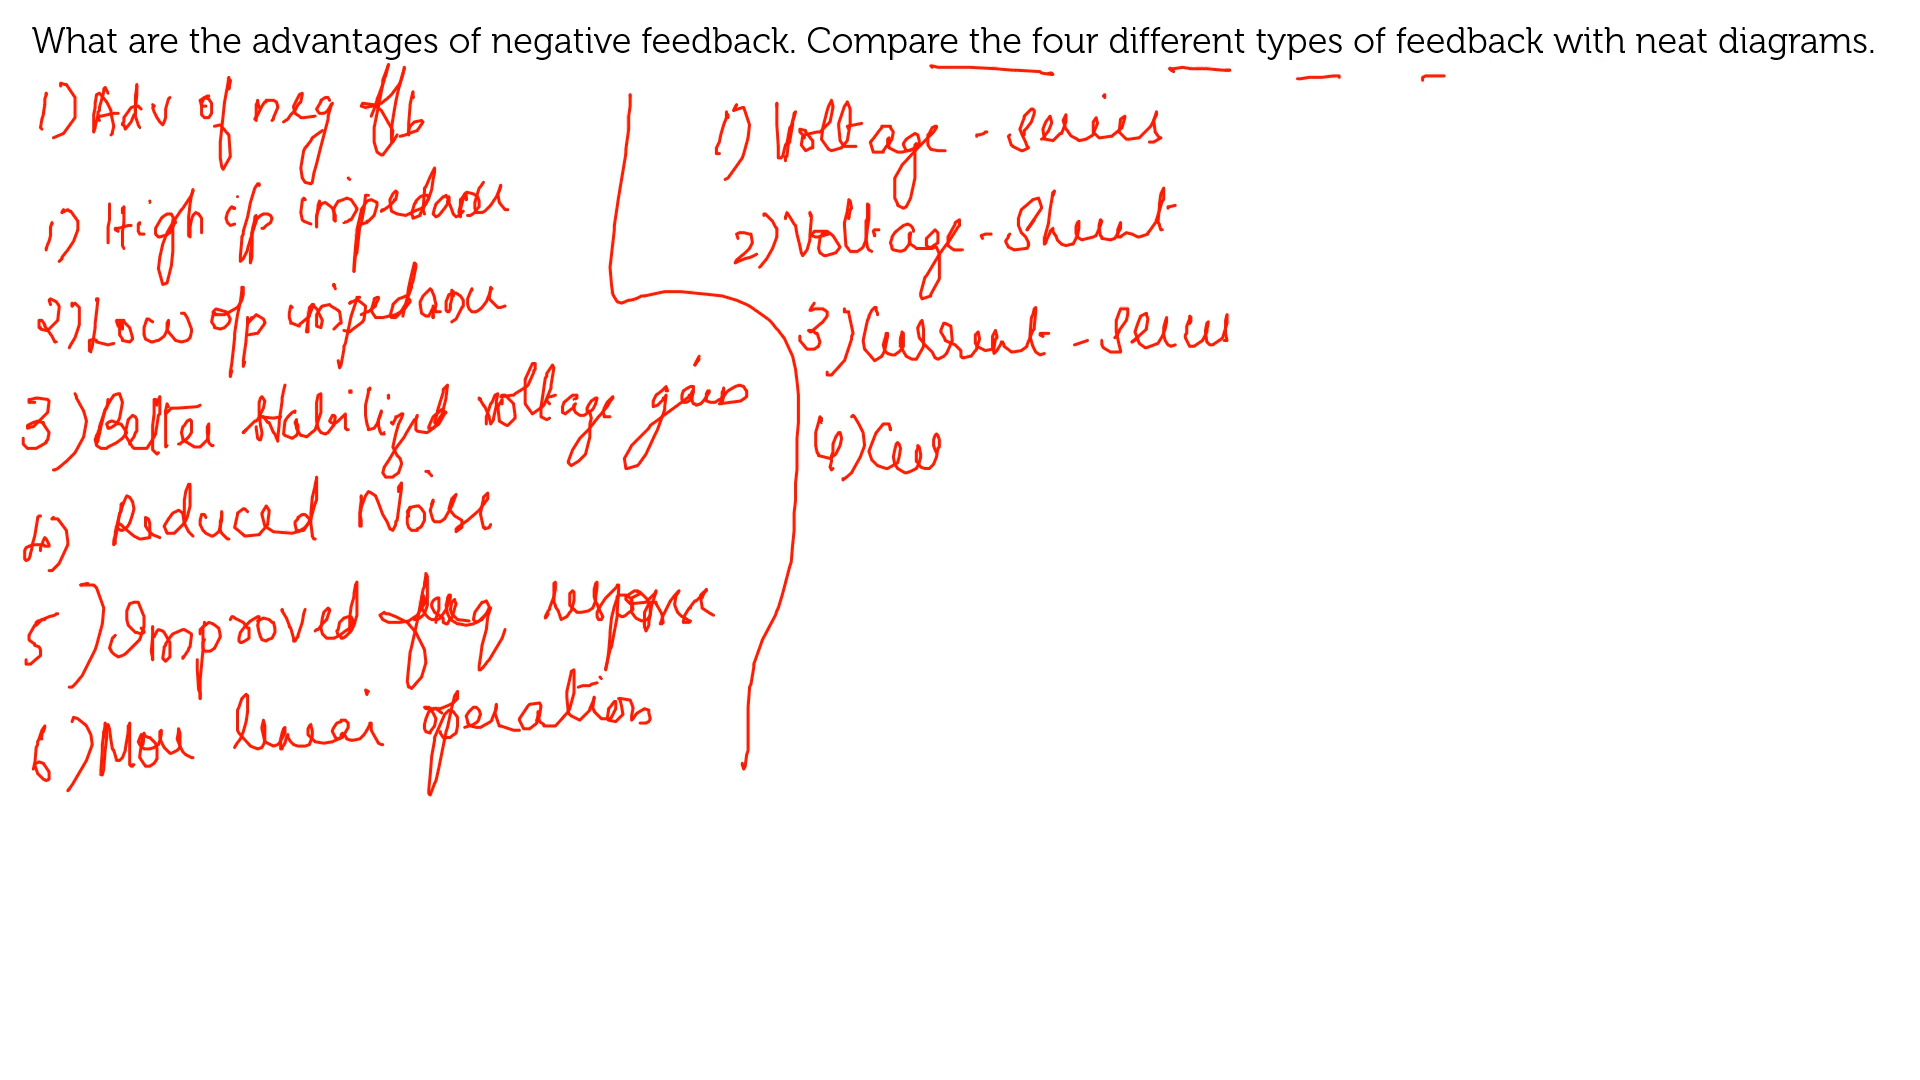 What are the advantages of negative feedback. Compare the four different types of feedback with neat diagrams.
1) Adv of neg f/b
1) High i/p impedance
2) Low o/p impedance
3) Better stabilized voltage gain
4) Reduced Noise
5) Improved freq response
6) More linear operation
1) Voltage - Series
2) Voltage - Shunt
3) Current - Series
4) Cur